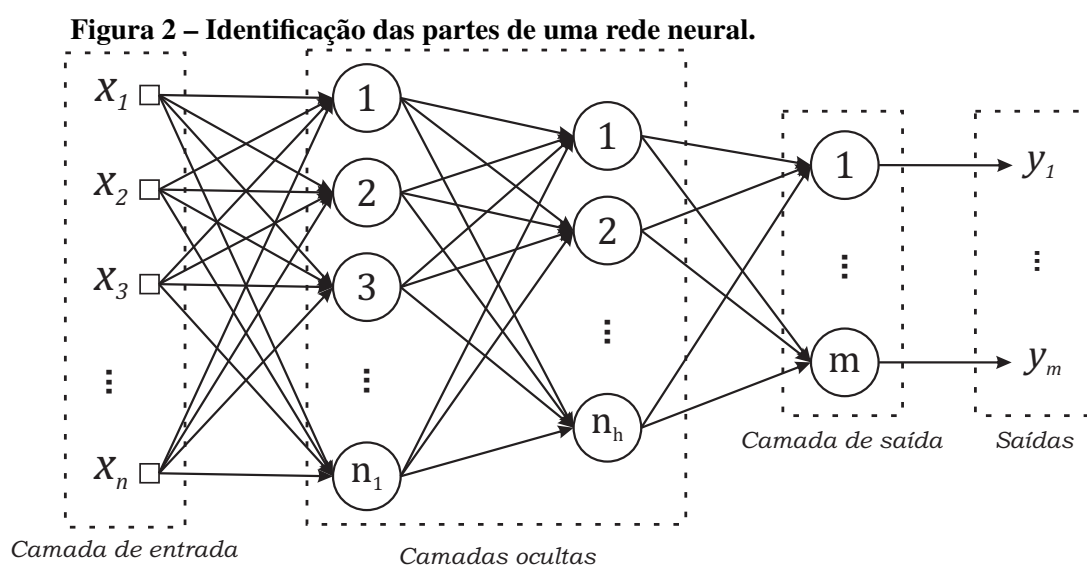 Figura 2 – Identificação das partes de uma rede neural.
x₁
x₂
x₃
⋮
xₙ
1
2
3
⋮
n₁
1
2
⋮
nₕ
1
⋮
m
y₁
⋮
yₘ
Camada de entrada
Camadas ocultas
Camada de saída
Saídas